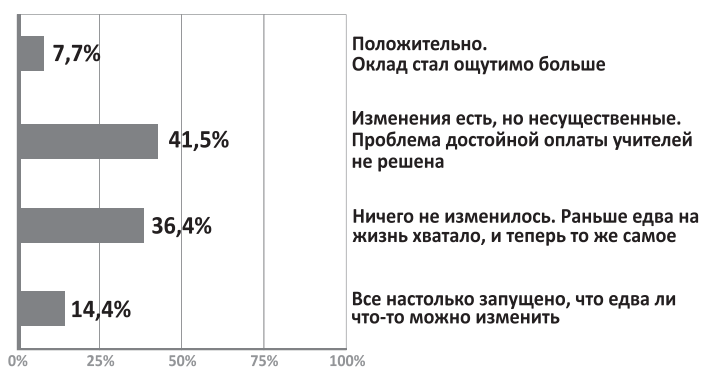 7,7%
Положительно.
Оклад стал ощутимо больше
41,5%
Изменения есть, но несущественные.
Проблема достойной оплаты учителей
не решена
36,4%
Ничего не изменилось. Раньше едва на
жизнь хватало, и теперь то же самое
14,4%
Все настолько запущено, что едва ли
что-то можно изменить
0% 25% 50% 75% 100%